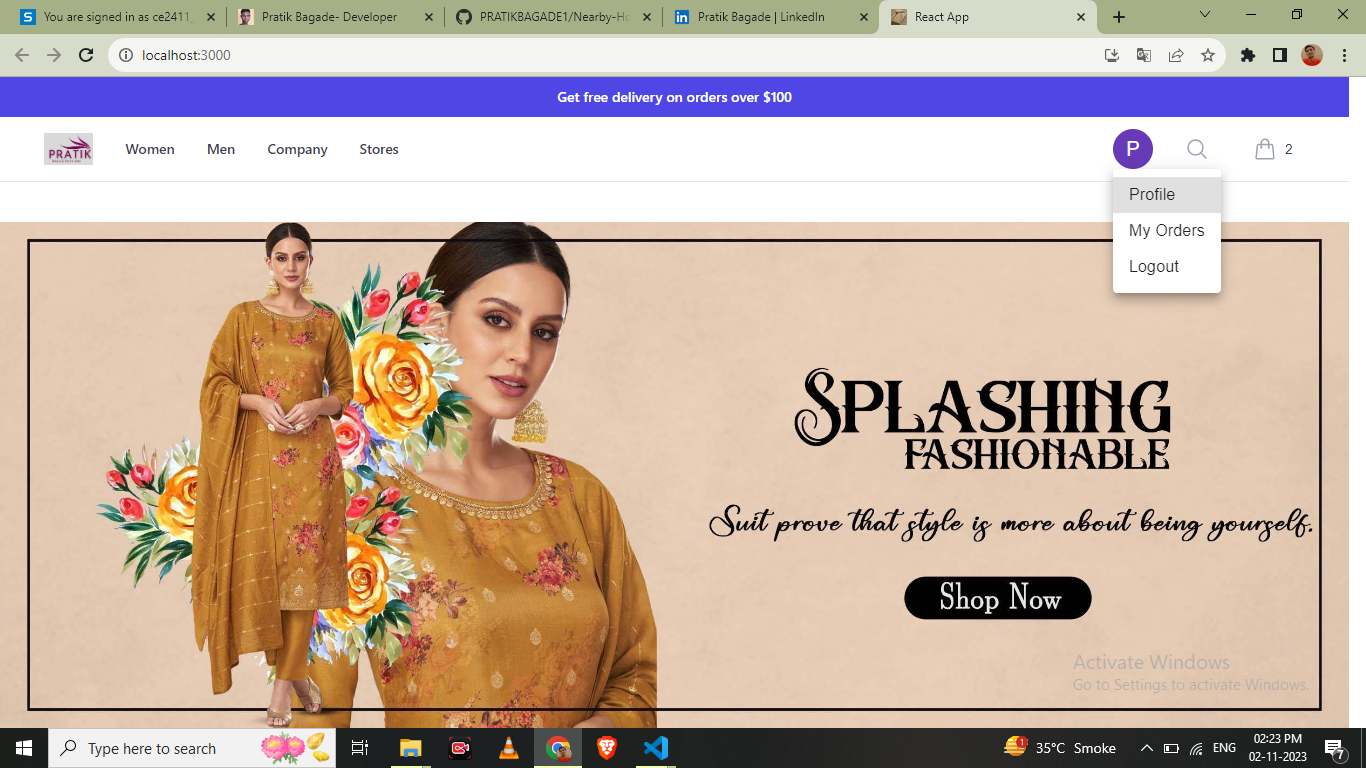 You are signed in as ce2411_
Pratik Bagade- Developer
PRATIKBAGADE1/Nearby-Ho
Pratik Bagade | LinkedIn
React App
localhost:3000
Get free delivery on orders over $100
PRATIK
Women
Men
Company
Stores
P
2
Profile
My Orders
Logout
SPLASHING
FASHIONABLE
Suit prove that style is more about being yourself.
Shop Now
Activate Windows
Go to Settings to activate Windows.
Type here to search
1
35°C Smoke
ENG
02:23 PM
02-11-2023
7